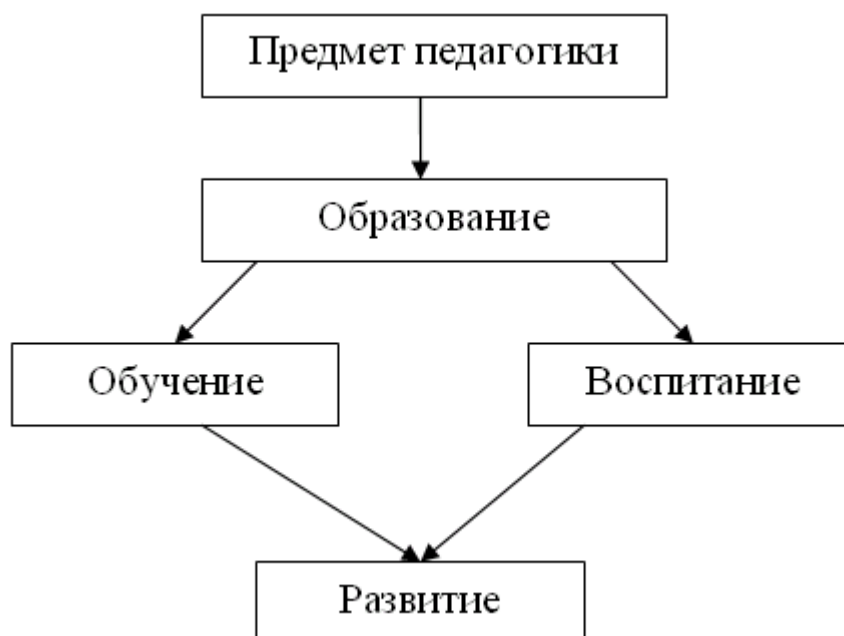 Предмет педагогики
Образование
Обучение
Воспитание
Развитие